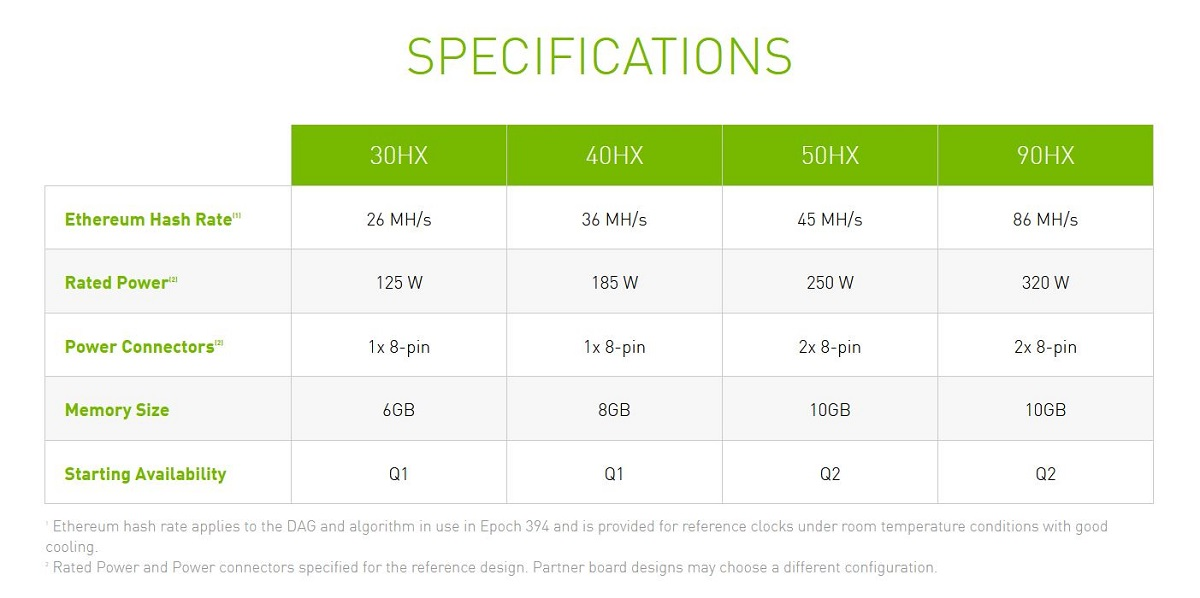 SPECIFICATIONS
30HX 40HX 50HX 90HX
Ethereum Hash Rate(1) 26 MH/s 36 MH/s 45 MH/s 86 MH/s
Rated Power(2) 125 W 185 W 250 W 320 W
Power Connectors(2) 1x 8-pin 1x 8-pin 2x 8-pin 2x 8-pin
Memory Size 6GB 8GB 10GB 10GB
Starting Availability Q1 Q1 Q2 Q2
1 Ethereum hash rate applies to the DAG and algorithm in use in Epoch 394 and is provided for reference clocks under room temperature conditions with good
cooling.
2 Rated Power and Power connectors specified for the reference design. Partner board designs may choose a different configuration.